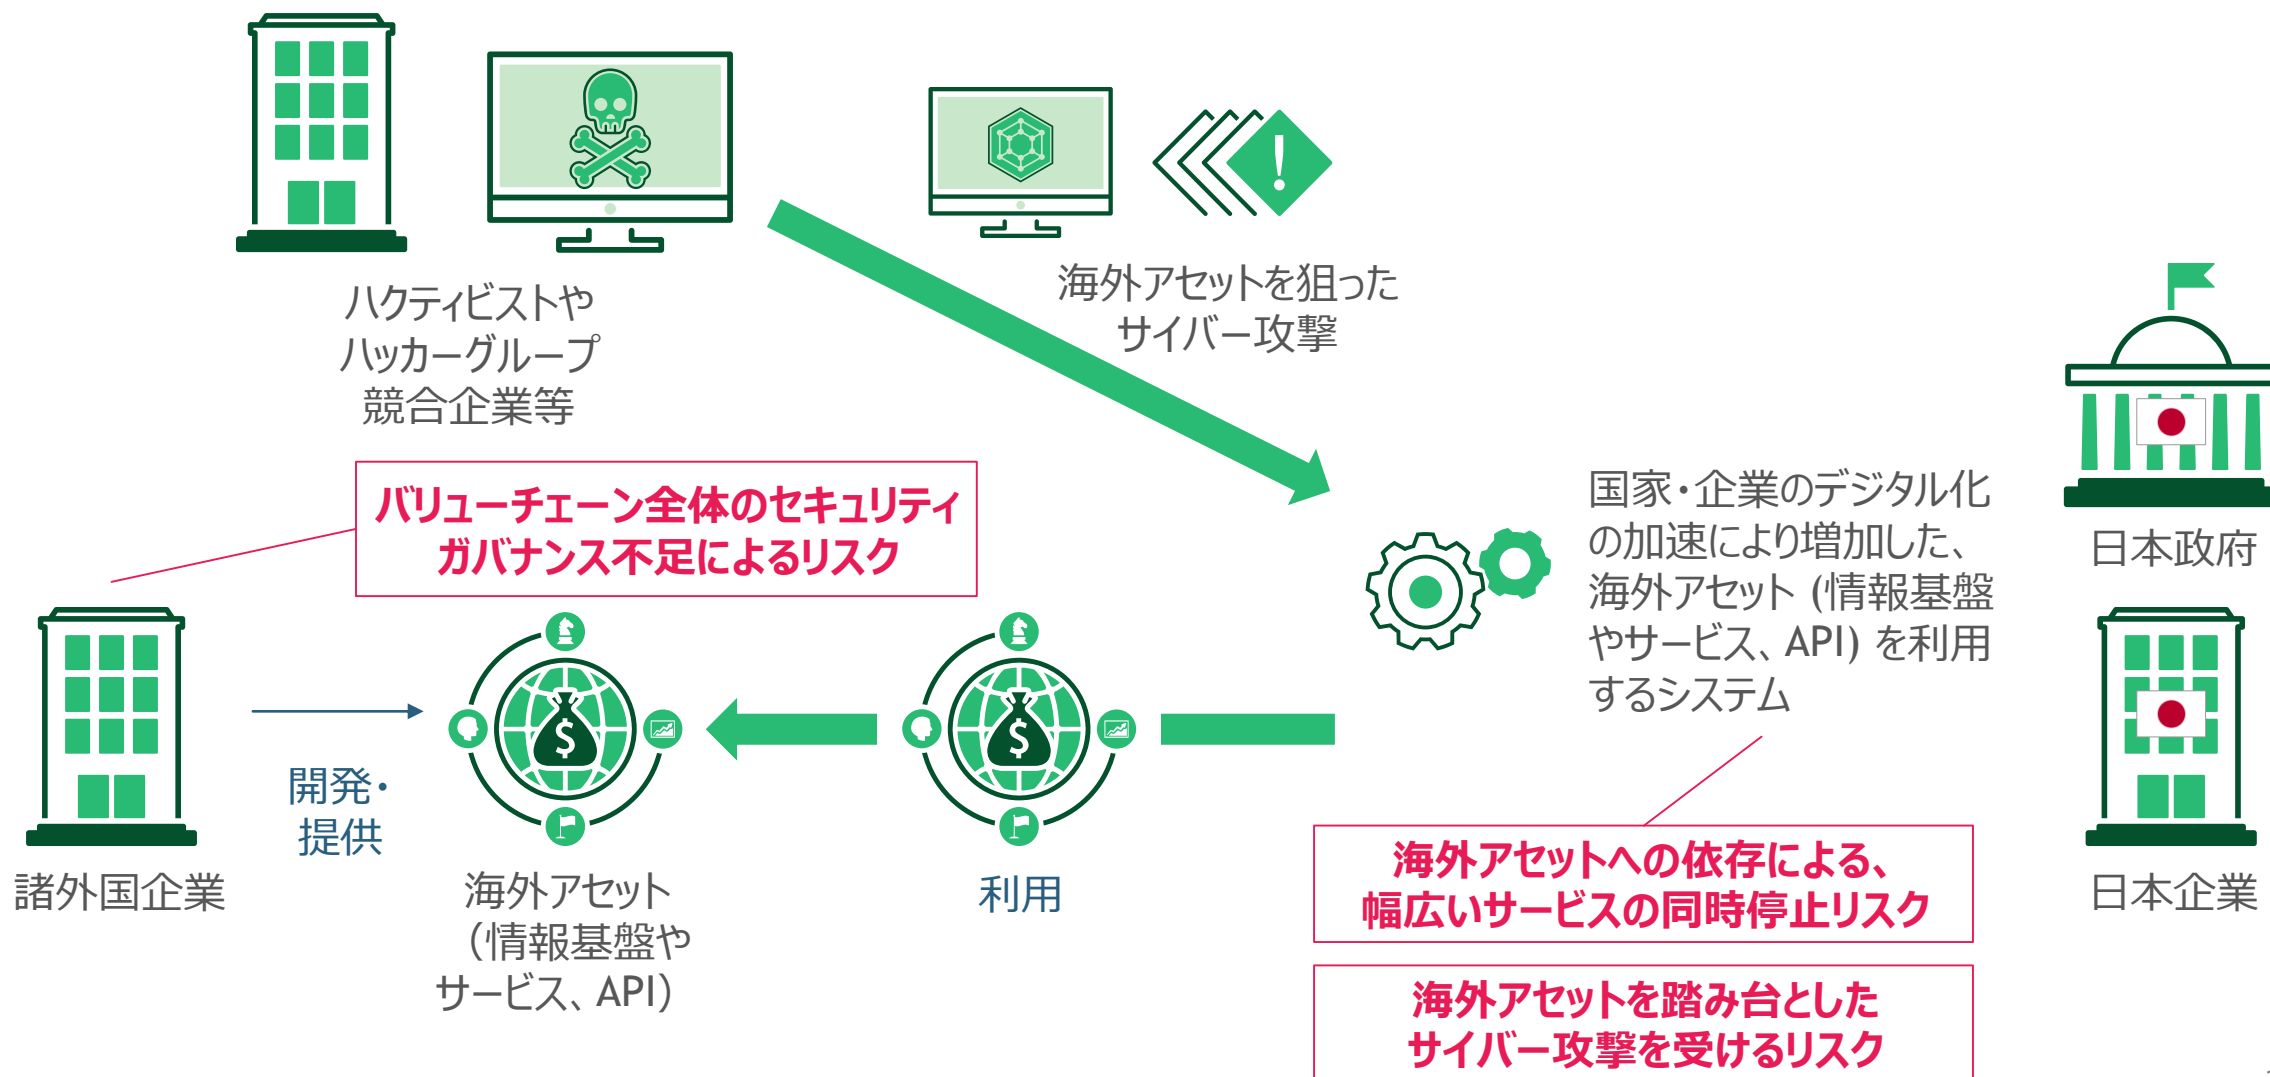 ハクティビストや
ハッカーグループ
競合企業等
海外アセットを狙った
サイバー攻撃
バリューチェーン全体のセキュリティ
ガバナンス不足によるリスク
国家・企業のデジタル化
の加速により増加した、
海外アセット (情報基盤
やサービス、API) を利用
するシステム
日本政府
開発・
提供
諸外国企業
海外アセット
（情報基盤や
サービス、API）
利用
海外アセットへの依存による、
幅広いサービスの同時停止リスク
海外アセットを踏み台とした
サイバー攻撃を受けるリスク
日本企業